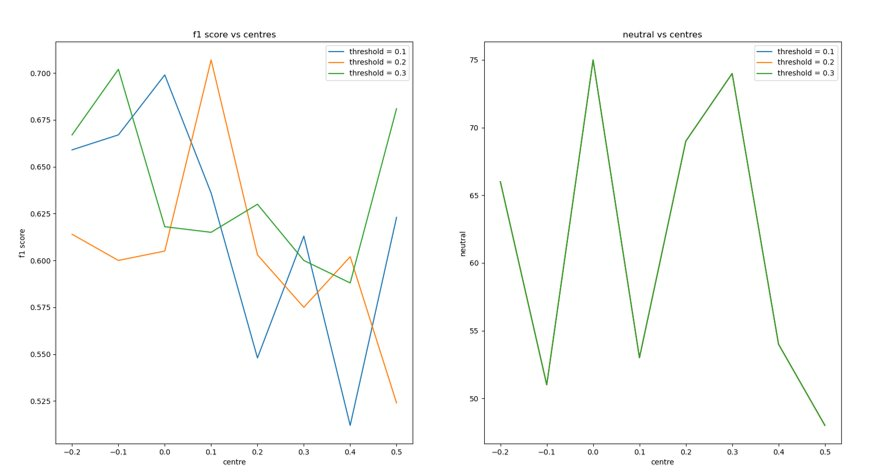 f1 score vs centres
threshold = 0.1
threshold = 0.2
threshold = 0.3
f1 score
0.700
0.675
0.650
0.625
0.600
0.575
0.550
0.525
−0.2 −0.1 0.0 0.1 0.2 0.3 0.4 0.5
centre
neutral vs centres
threshold = 0.1
threshold = 0.2
threshold = 0.3
neutral
75
70
65
60
55
50
−0.2 −0.1 0.0 0.1 0.2 0.3 0.4 0.5
centre